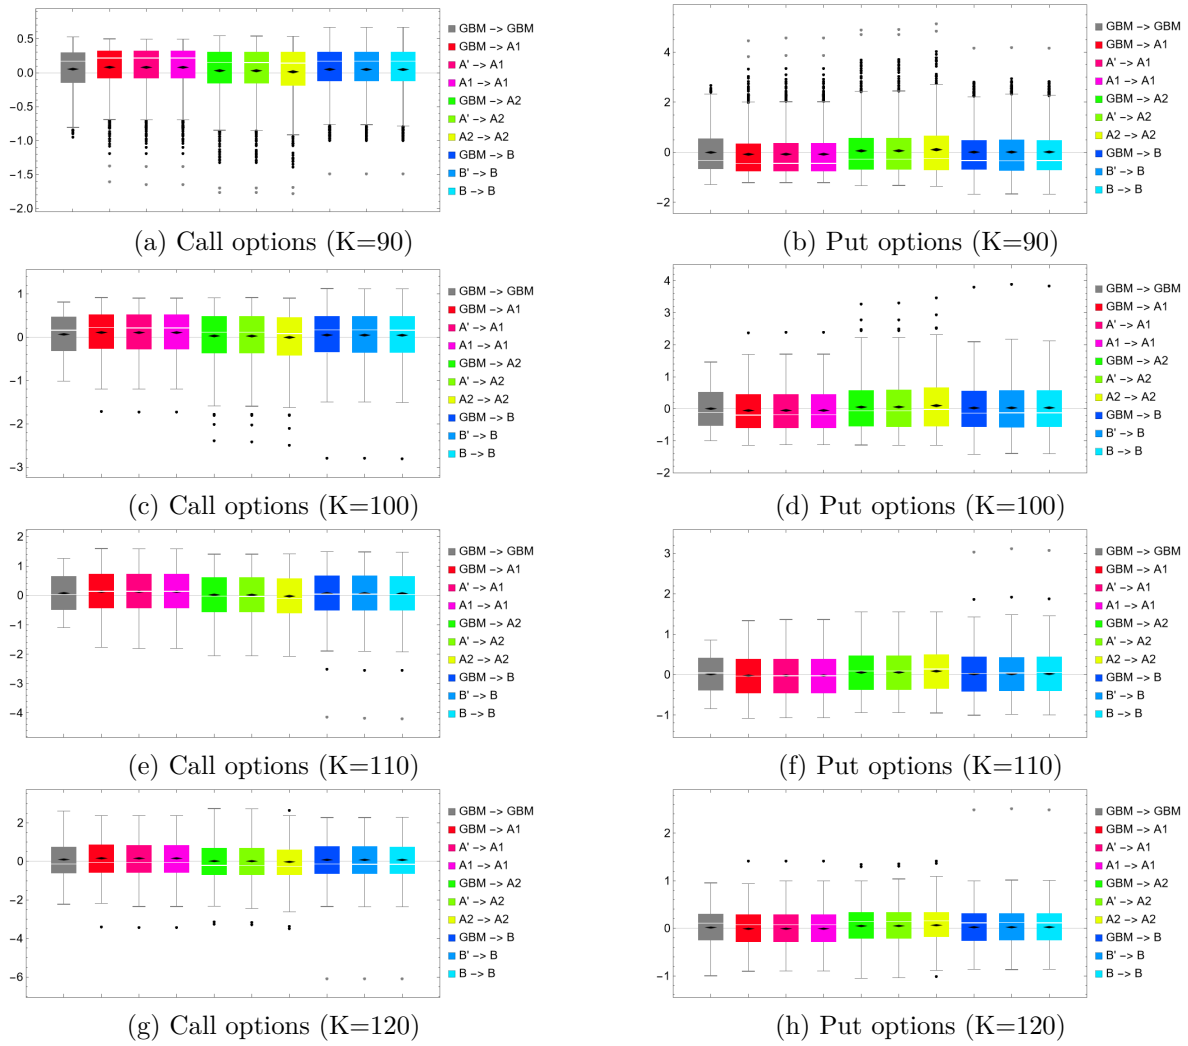 0.5
0.0
−0.5
−1.0
−1.5
−2.0
GBM −> GBM
GBM −> A1
A' −> A1
A1 −> A1
GBM −> A2
A' −> A2
A2 −> A2
GBM −> B
B' −> B
B −> B
(a) Call options (K=90)
4
2
0
−2
GBM −> GBM
GBM −> A1
A' −> A1
A1 −> A1
GBM −> A2
A' −> A2
A2 −> A2
GBM −> B
B' −> B
B −> B
(b) Put options (K=90)
1
0
−1
−2
−3
GBM −> GBM
GBM −> A1
A' −> A1
A1 −> A1
GBM −> A2
A' −> A2
A2 −> A2
GBM −> B
B' −> B
B −> B
(c) Call options (K=100)
4
3
2
1
0
−1
−2
GBM −> GBM
GBM −> A1
A' −> A1
A1 −> A1
GBM −> A2
A' −> A2
A2 −> A2
GBM −> B
B' −> B
B −> B
(d) Put options (K=100)
2
1
0
−1
−2
−3
−4
GBM −> GBM
GBM −> A1
A' −> A1
A1 −> A1
GBM −> A2
A' −> A2
A2 −> A2
GBM −> B
B' −> B
B −> B
(e) Call options (K=110)
3
2
1
0
−1
GBM −> GBM
GBM −> A1
A' −> A1
A1 −> A1
GBM −> A2
A' −> A2
A2 −> A2
GBM −> B
B' −> B
B −> B
(f) Put options (K=110)
2
0
−2
−4
−6
GBM −> GBM
GBM −> A1
A' −> A1
A1 −> A1
GBM −> A2
A' −> A2
A2 −> A2
GBM −> B
B' −> B
B −> B
(g) Call options (K=120)
2
1
0
−1
GBM −> GBM
GBM −> A1
A' −> A1
A1 −> A1
GBM −> A2
A' −> A2
A2 −> A2
GBM −> B
B' −> B
B −> B
(h) Put options (K=120)